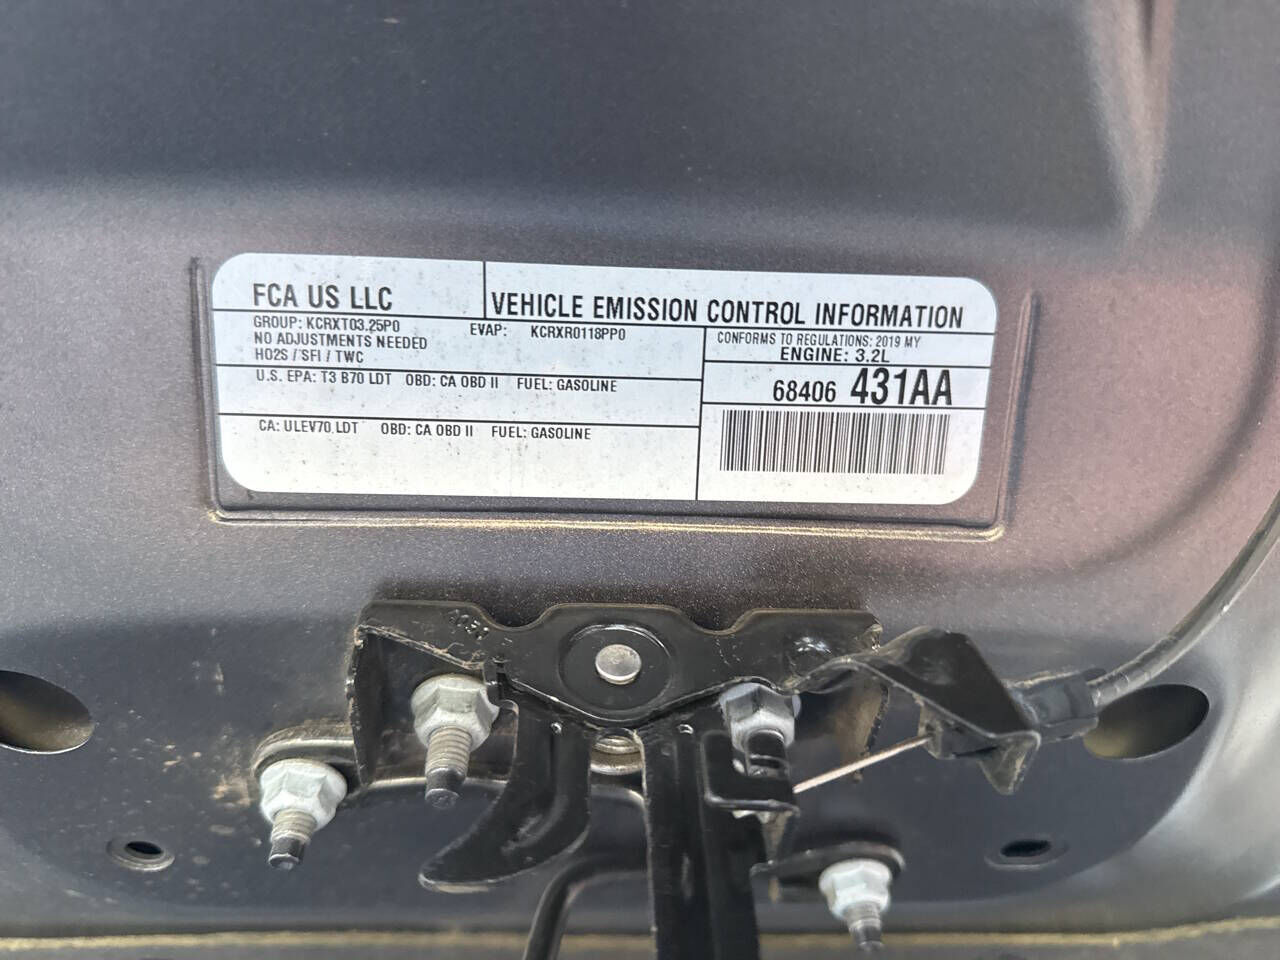 FCA US LLC
VEHICLE EMISSION CONTROL INFORMATION
GROUP: KCRXT03.25P0 EVAP: KCRXR0118PP0
NO ADJUSTMENTS NEEDED
HO2S / SFI / TWC
CONFORMS TO REGULATIONS: 2019 MY
ENGINE: 3.2L
U.S. EPA: T3 B70 LDT OBD: CA OBD II FUEL: GASOLINE
68406 431AA
CA: ULEV70 LDT OBD: CA OBD II FUEL: GASOLINE